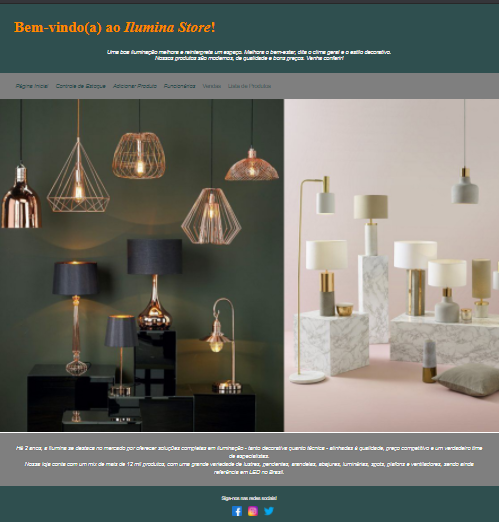 Bem-vindo(a) ao Ilumina Store!
Uma boa iluminação melhora e reintegrate um espaço. Melhora o bem-estar, dita o clima geral e o estilo decorativo.
Nossos produtos são modernos, de qualidade e bons preços. Venha conferir!
Página Inicial Controle de Estoque Adicionar Produto Funcionários Vendas Lista de Produtos
Há 2 anos, a Ilumina se destaca no mercado por oferecer soluções completas em iluminação - tanto decorativa quanto técnica - alinhadas à qualidade, preço competitivo e um verdadeiro time
de especialistas.
Nossa loja conta com um mix de mais de 12 mil produtos, com uma grande variedade de lustres, pendentes, arandelas, abajures, luminárias, spots, plafons e ventiladores, sendo ainda
referência em LED no Brasil.
Siga-nos nas redes sociais!